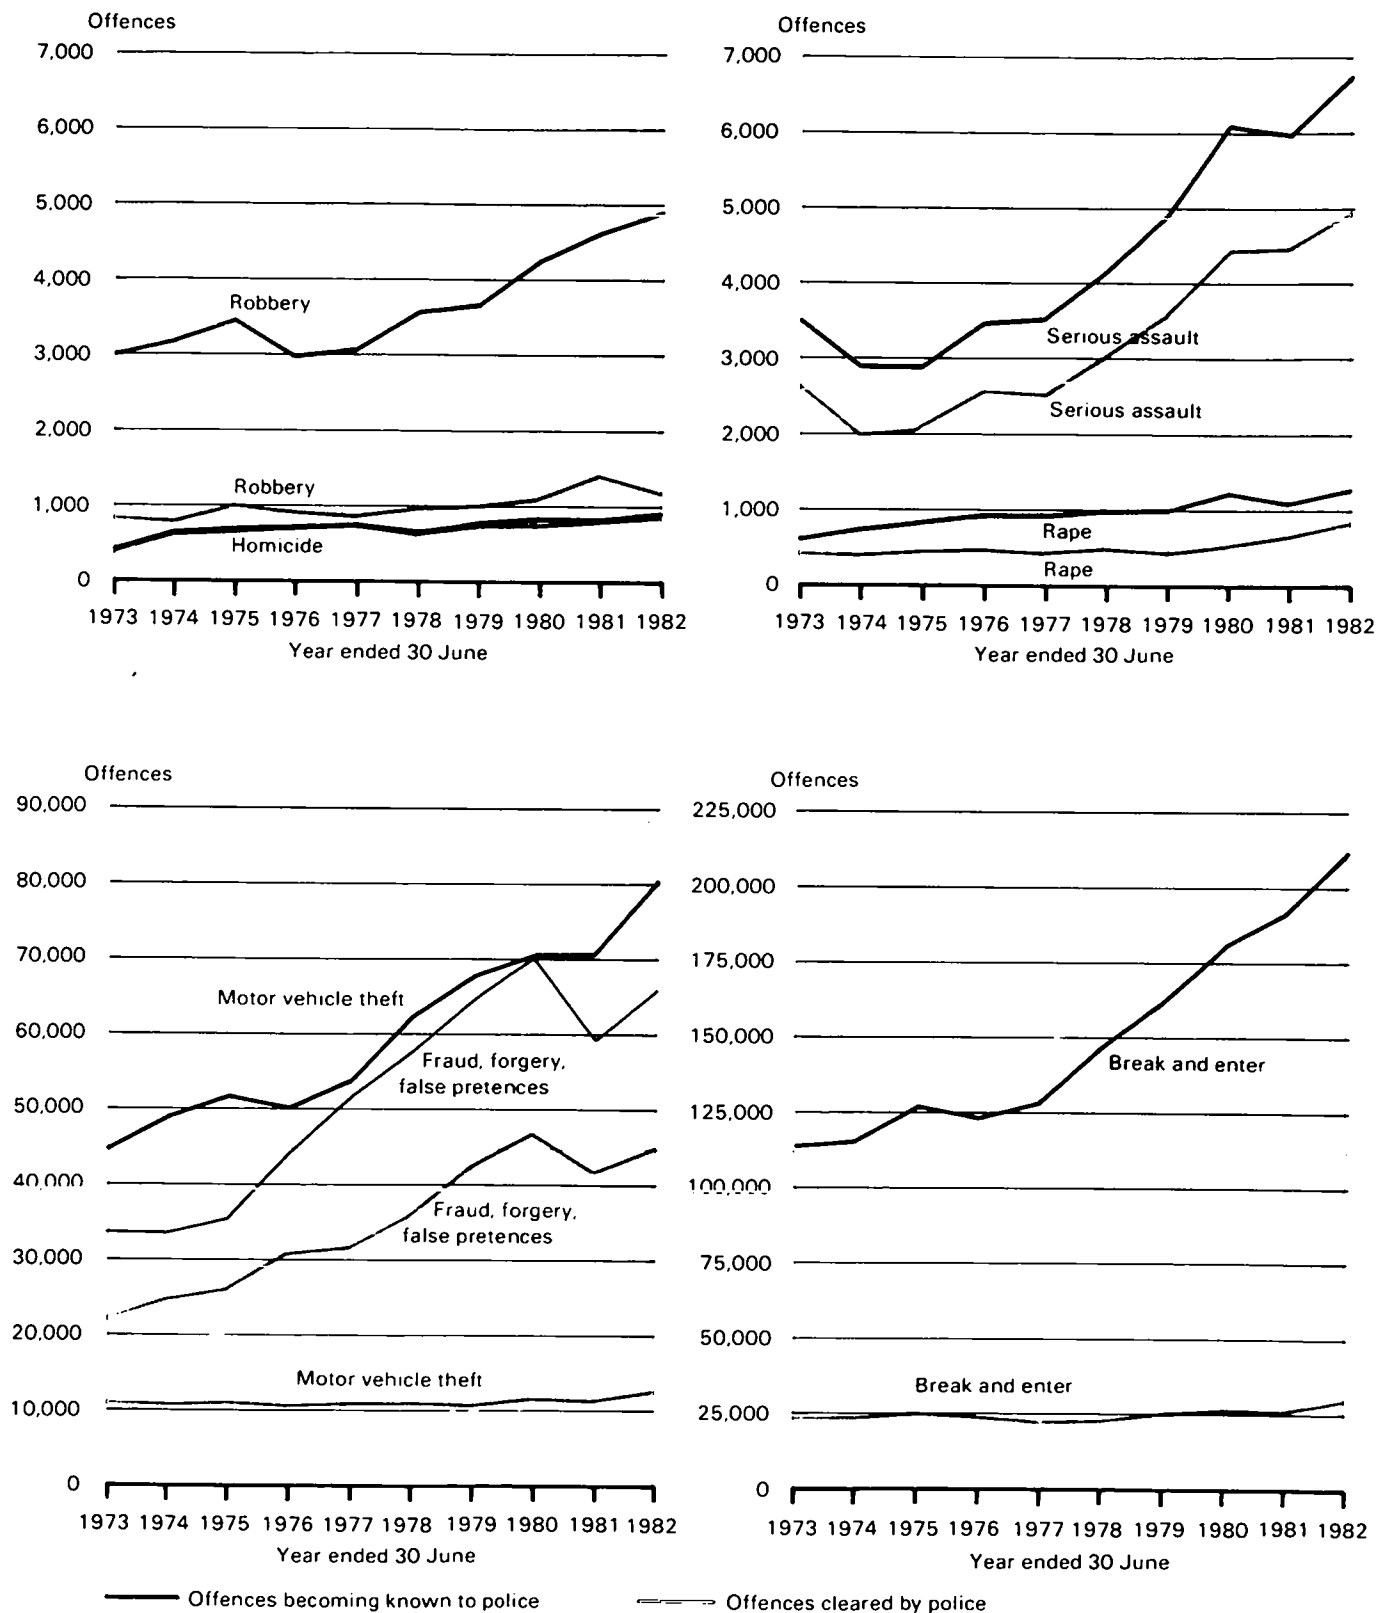 Offences
7,000
6,000
5.000
4,000
3,000
2,000
1,000
0
Robbery
Robbery
Homicide
1973 1974 1975 1976 1977 1978 1979 1980 1981 1982
Year ended 30 June
Offences
7,000
6,000
5,000
4,000
3,000
2,000
1,000
0
Serious assault
Serious assault
Rape
Rape
1973 1974 1975 1976 1977 1978 1979 1980 1981 1982
Year ended 30 June
Offences
90,000
80,000
70,000
60,000
50,000
40,000
30,000
20,000
10,000
0
Motor vehicle theft
Fraud, forgery,
false pretences
Fraud, forgery,
false pretences
Motor vehicle theft
1973 1974 1975 1976 1977 1978 1979 1980 1981 1982
Year ended 30 June
Offences
225,000
200,000
175,000
150,000
125,000
100,000
75,000
50,000
25,000
0
Break and enter
Break and enter
1973 1974 1975 1976 1977 1978 1979 1980 1981 1982
Year ended 30 June
Offences becoming known to police
Offences cleared by police